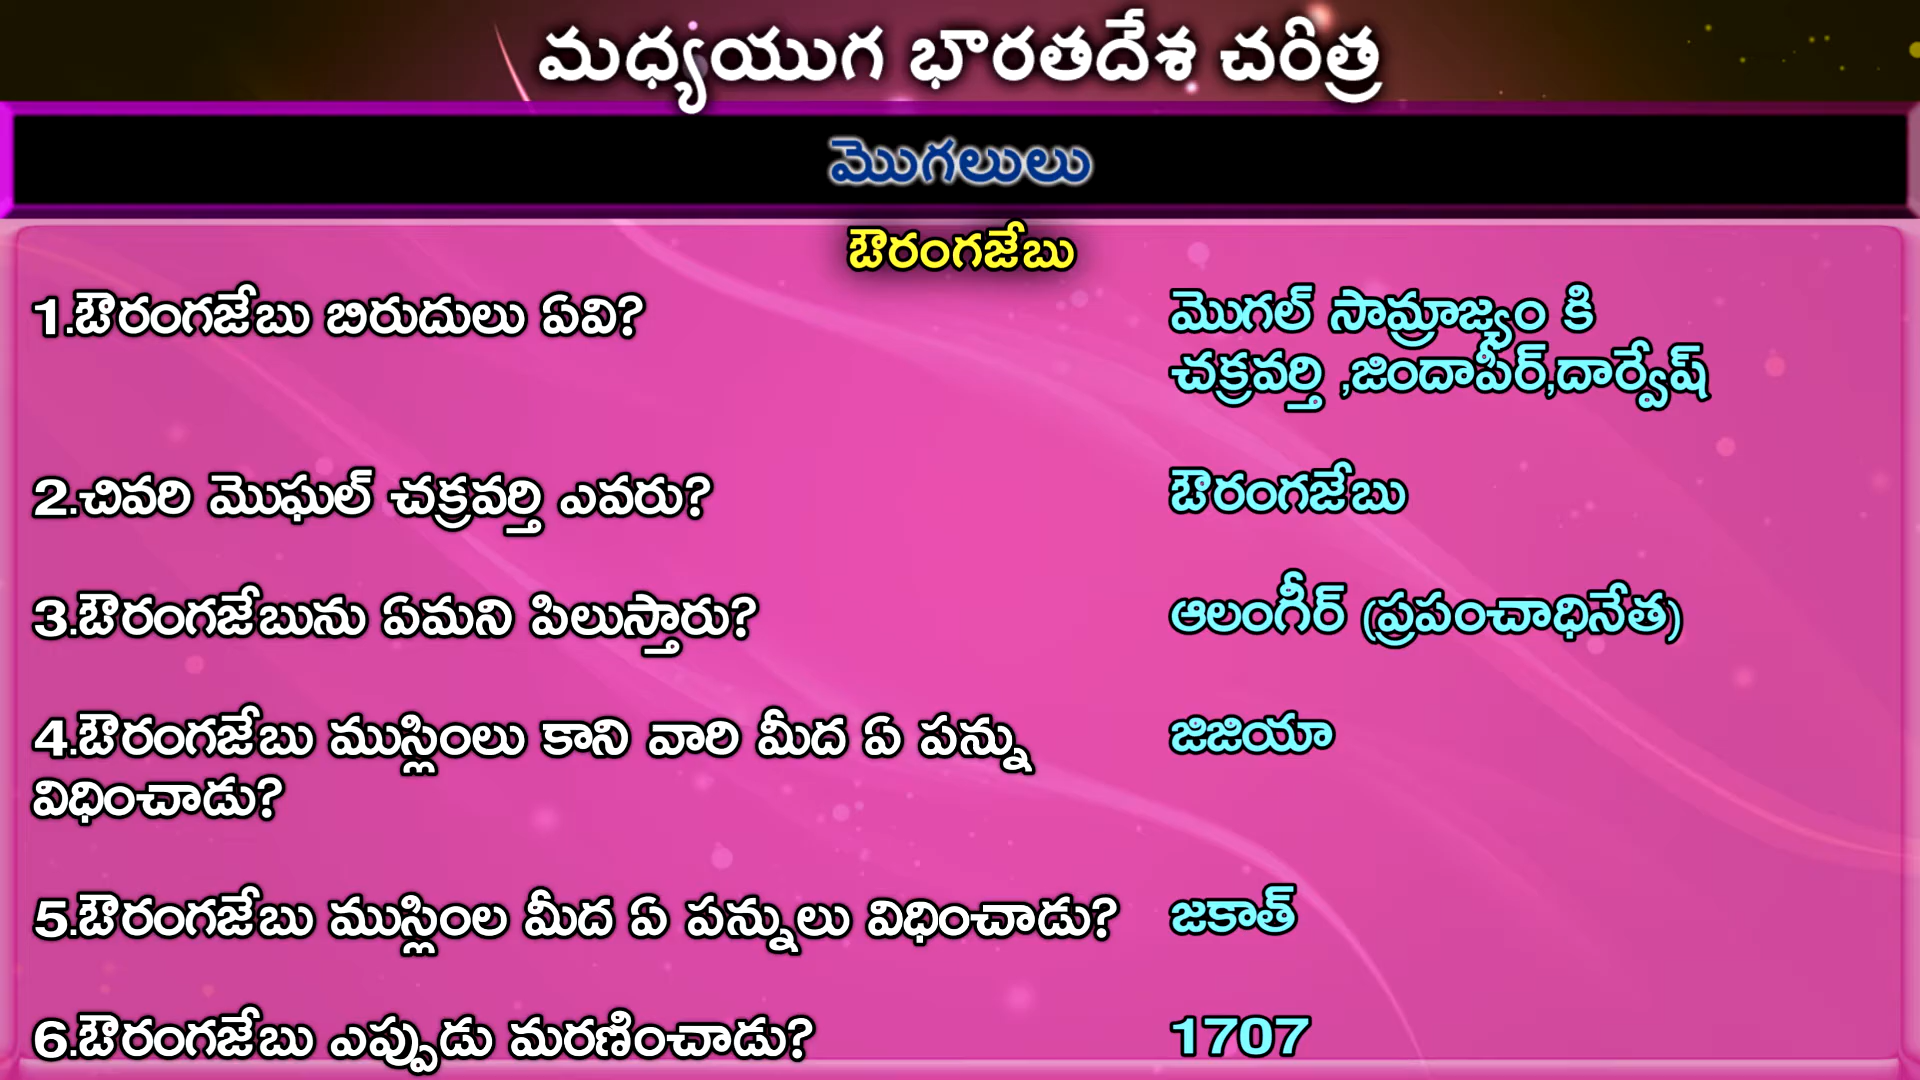 మధ్యయుగ భారతదేశ చరిత్ర
మొగలులు
ఔరంగజేబు
1.ఔరంగజేబు బిరుదులు ఏవి?
మొగల్ సామ్రాజ్యం కి
చక్రవర్తి ,జిందాపీర్,దార్వేష్
2.చివరి మొఘల్ చక్రవర్తి ఎవరు?
ఔరంగజేబు
3.ఔరంగజేబును ఏమని పిలుస్తారు?
ఆలంగీర్ (ప్రపంచాధినేత)
4.ఔరంగజేబు ముస్లింలు కాని వారి మీద ఏ పన్ను
విధించాడు?
జిజియా
5.ఔరంగజేబు ముస్లింల మీద ఏ పన్నులు విధించాడు?
జకాత్
6.ఔరంగజేబు ఎప్పుడు మరణించాడు?
1707